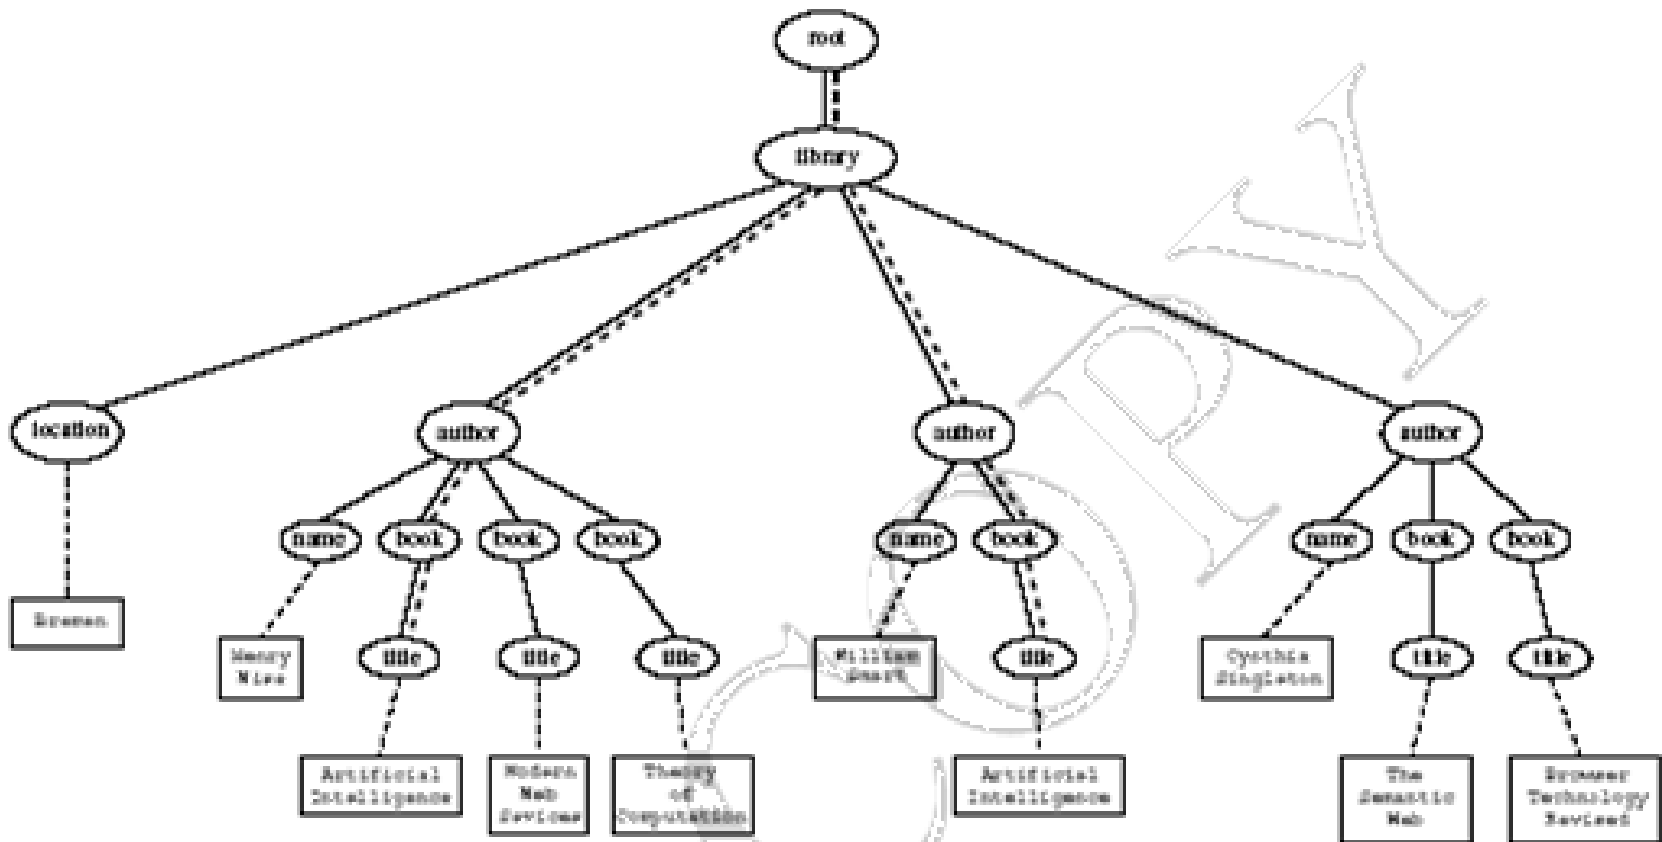 root
library
location
author
author
author
name
book
book
book
name
book
name
book
book
Bremen
Henry
Wise
title
title
title
William
Smart
title
Cynthia
Singleton
title
title
Artificial
Intelligence
Modern
Web
Services
Theory
of
Computation
Artificial
Intelligence
The
Semantic
Web
Browser
Technology
Revised
COPY